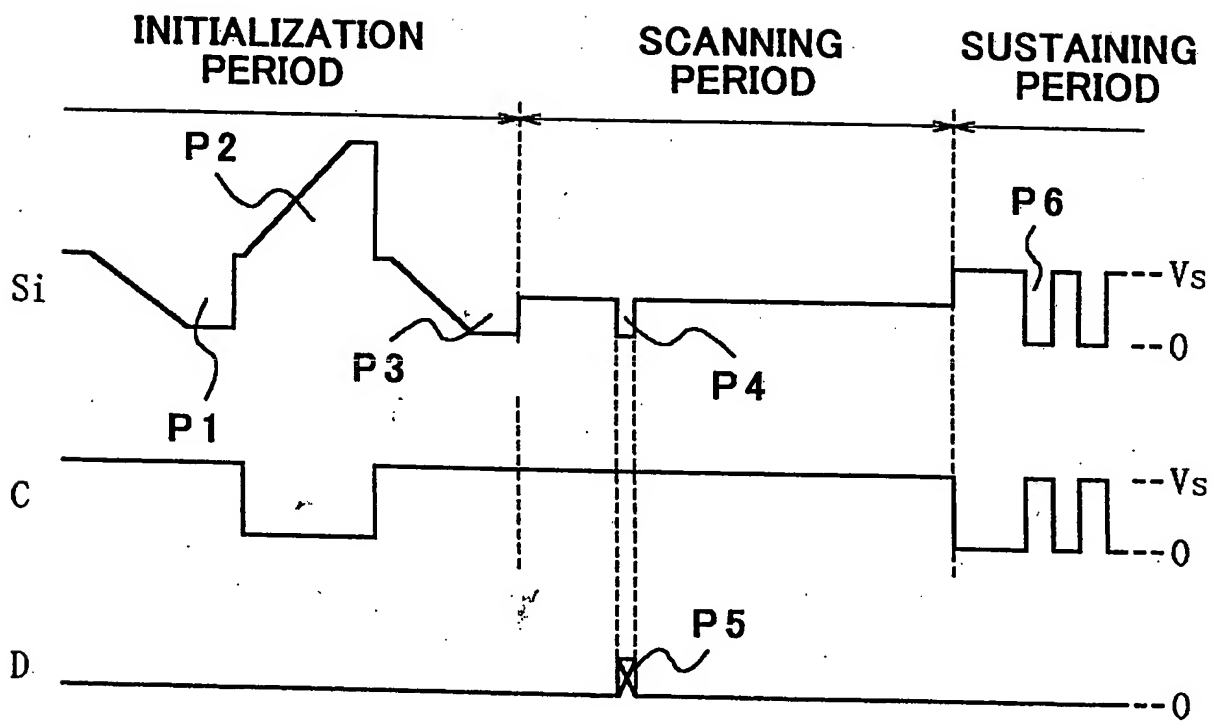 INITIALIZATION
PERIOD
SCANNING
PERIOD
SUSTAINING
PERIOD
P2
P6
Si
Vs
0
P3
P4
P1
C
Vs
0
P5
D
0